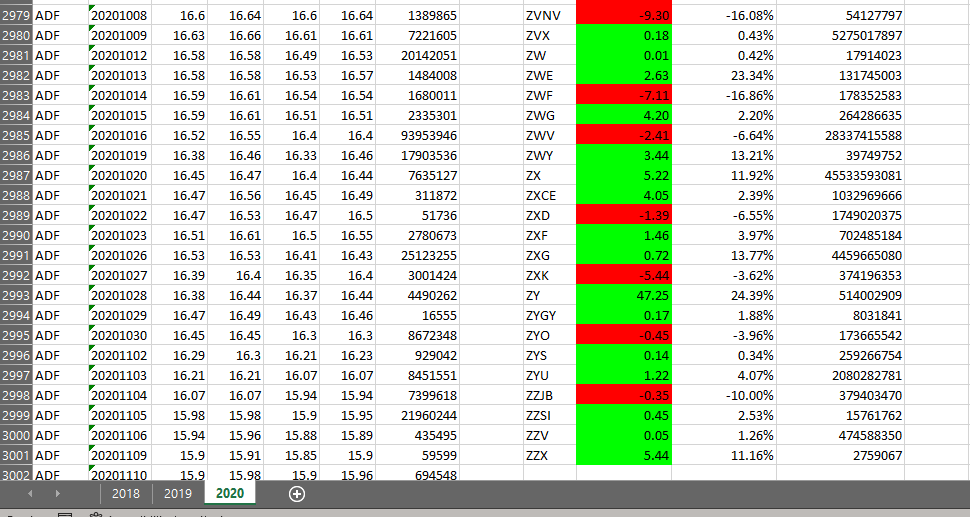 2979 ADF 20201008 16.6 16.64 16.6 16.64 1389865 ZVNV -9.30 -16.08% 54127797
2980 ADF 20201009 16.63 16.66 16.61 16.61 7221605 ZVX 0.18 0.43% 5275017897
2981 ADF 20201012 16.58 16.58 16.49 16.53 20142051 ZW 0.01 0.42% 17914023
2982 ADF 20201013 16.58 16.58 16.53 16.57 1484008 ZWE 2.63 23.34% 131745003
2983 ADF 20201014 16.59 16.61 16.54 16.54 1680011 ZWF -7.11 -16.86% 178352583
2984 ADF 20201015 16.59 16.61 16.51 16.51 2335301 ZWG 4.20 2.20% 264286635
2985 ADF 20201016 16.52 16.55 16.4 16.4 93953946 ZWV -2.41 -6.64% 28337415588
2986 ADF 20201019 16.38 16.46 16.33 16.46 17903536 ZWY 3.44 13.21% 39749752
2987 ADF 20201020 16.45 16.47 16.4 16.44 7635127 ZX 5.22 11.92% 45533593081
2988 ADF 20201021 16.47 16.56 16.45 16.49 311872 ZXCE 4.05 2.39% 1032969666
2989 ADF 20201022 16.47 16.53 16.47 16.5 51736 ZXD -1.39 -6.55% 1749020375
2990 ADF 20201023 16.51 16.61 16.5 16.55 2780673 ZXF 1.46 3.97% 702485184
2991 ADF 20201026 16.53 16.53 16.41 16.43 25123255 ZXG 0.72 13.77% 4459665080
2992 ADF 20201027 16.39 16.4 16.35 16.4 3001424 ZXK -5.44 -3.62% 374196353
2993 ADF 20201028 16.38 16.44 16.37 16.44 4490262 ZY 47.25 24.39% 514002909
2994 ADF 20201029 16.47 16.49 16.43 16.46 16555 ZYGY 0.17 1.88% 8031841
2995 ADF 20201030 16.45 16.45 16.3 16.3 8672348 ZYO -0.45 -3.96% 173665542
2996 ADF 20201102 16.29 16.3 16.21 16.23 929042 ZYS 0.14 0.34% 259266754
2997 ADF 20201103 16.21 16.21 16.07 16.07 8451551 ZYU 1.22 4.07% 2080282781
2998 ADF 20201104 16.07 16.07 15.94 15.94 7399618 ZZJB -0.35 -10.00% 379403470
2999 ADF 20201105 15.98 15.98 15.9 15.95 21960244 ZZSI 0.45 2.53% 15761762
3000 ADF 20201106 15.94 15.96 15.88 15.89 435495 ZZV 0.05 1.26% 474588350
3001 ADF 20201109 15.9 15.91 15.85 15.9 59599 ZZX 5.44 11.16% 2759067
3002 ADF 20201110 15.9 15.98 15.9 15.96 694548
2018 2019 2020